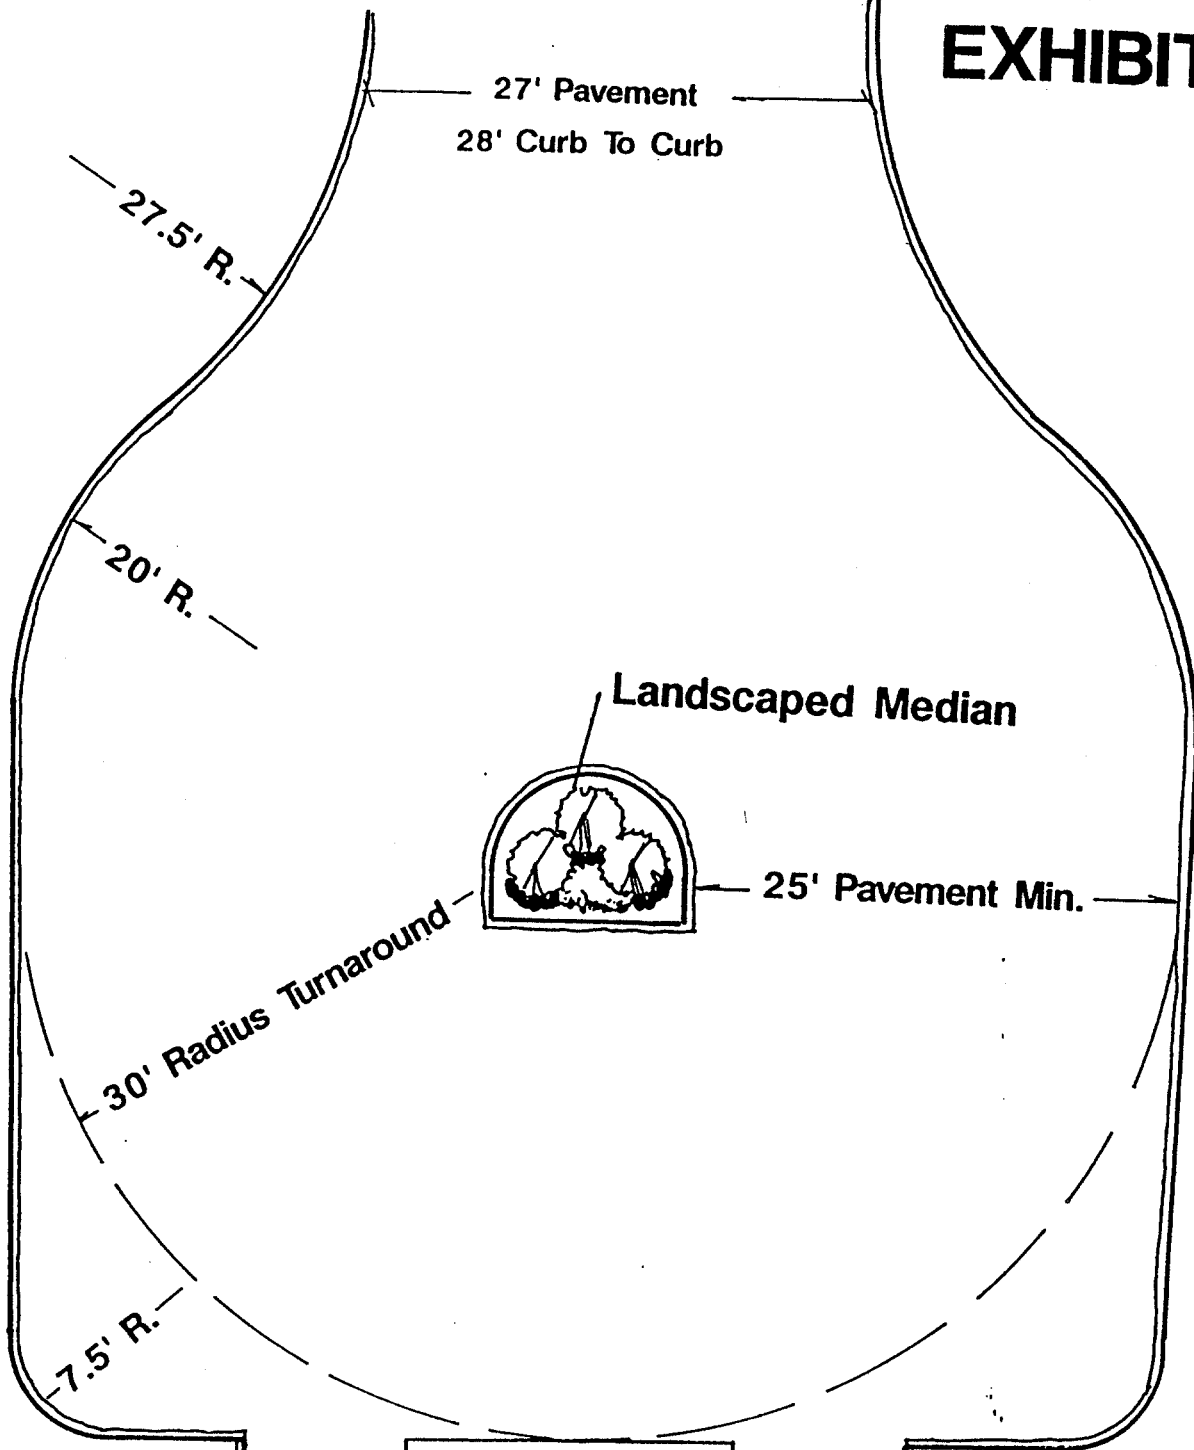 EXHIBIT
27' Pavement
28' Curb To Curb
27.5' R.
20' R.
Landscaped Median
25' Pavement Min.
30' Radius Turnaround
7.5' R.